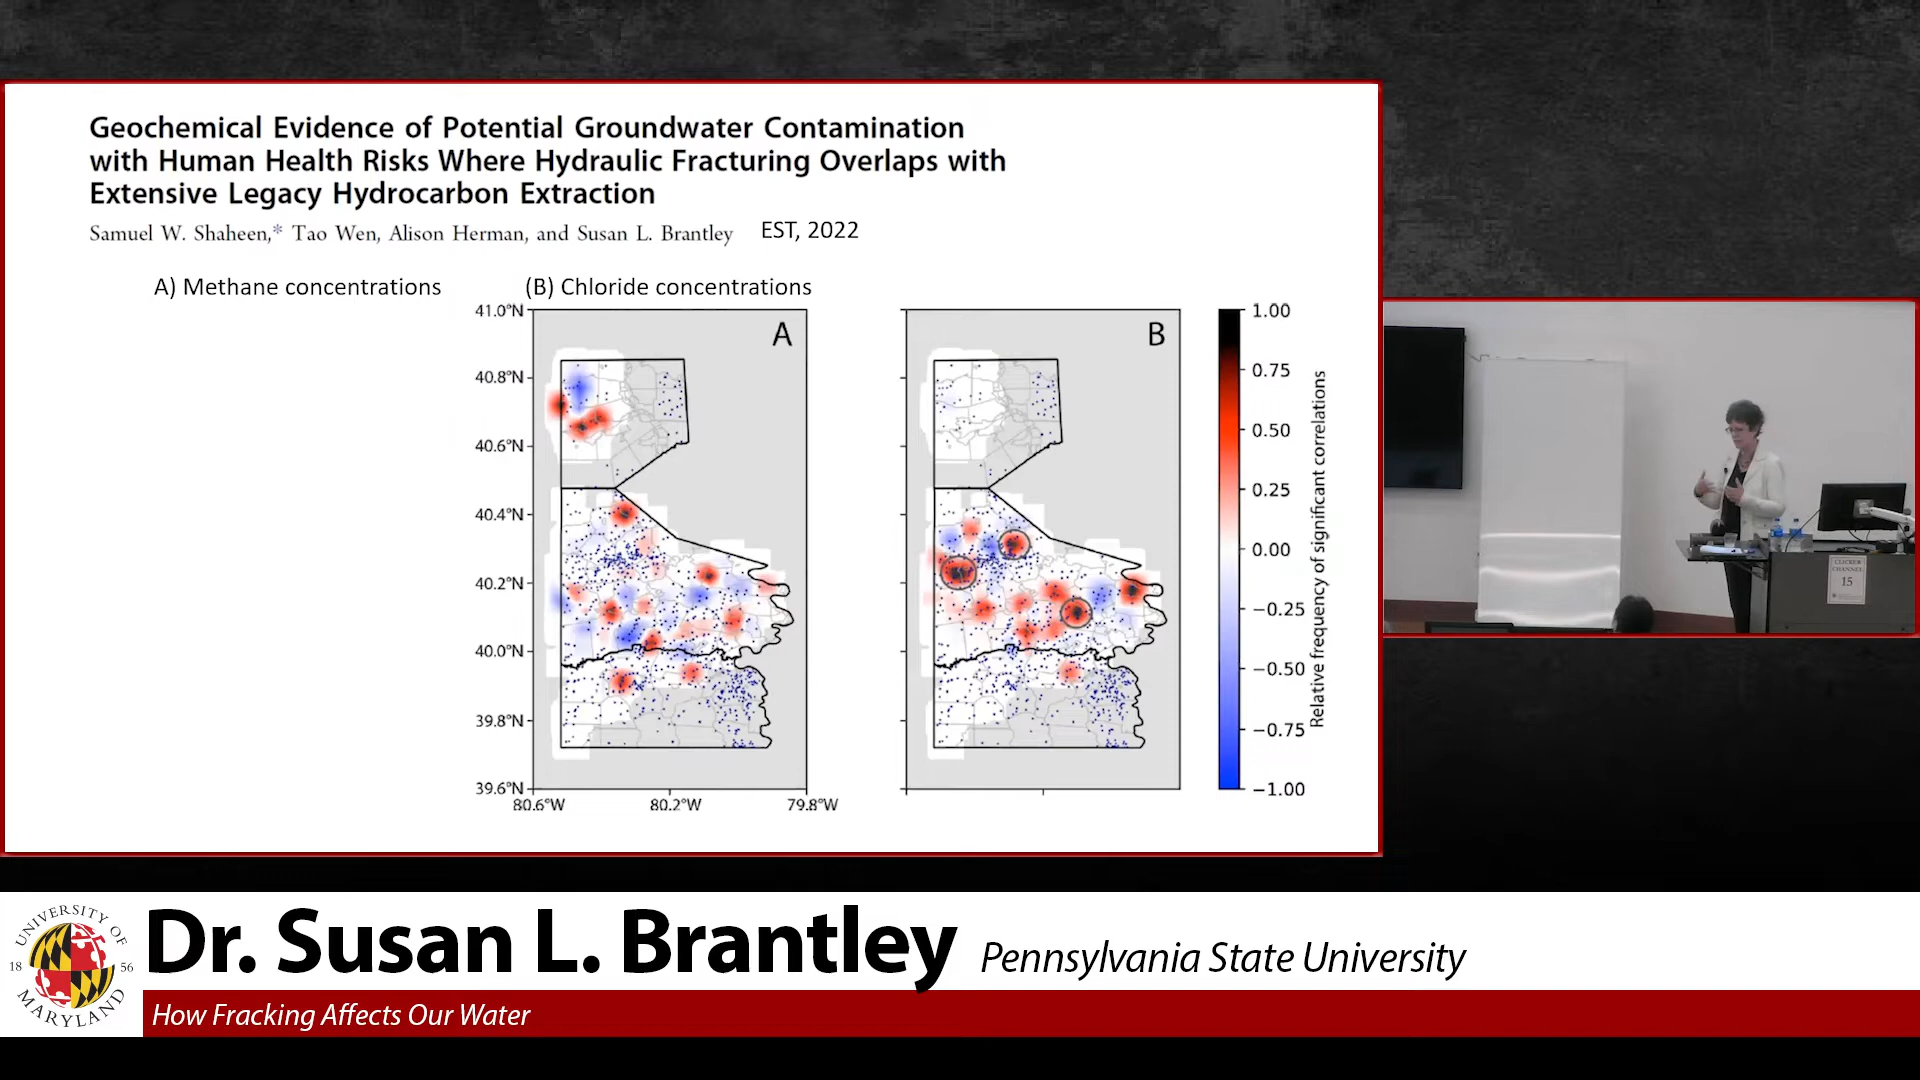 Geochemical Evidence of Potential Groundwater Contamination
with Human Health Risks Where Hydraulic Fracturing Overlaps with
Extensive Legacy Hydrocarbon Extraction
Samuel W. Shaheen,* Tao Wen, Alison Herman, and Susan L. Brantley EST, 2022
A) Methane concentrations (B) Chloride concentrations
41.0°N
40.8°N
40.6°N
40.4°N
40.2°N
40.0°N
39.8°N
39.6°N
80.6°W 80.2°W 79.8°W
A
B
1.00
0.75
0.50
0.25
0.00
−0.25
−0.50
−0.75
−1.00
Relative frequency of significant correlations
CLICKER
CHANNEL
15
UNIVERSITY OF
18 56
MARYLAND
Dr. Susan L. Brantley Pennsylvania State University
How Fracking Affects Our Water